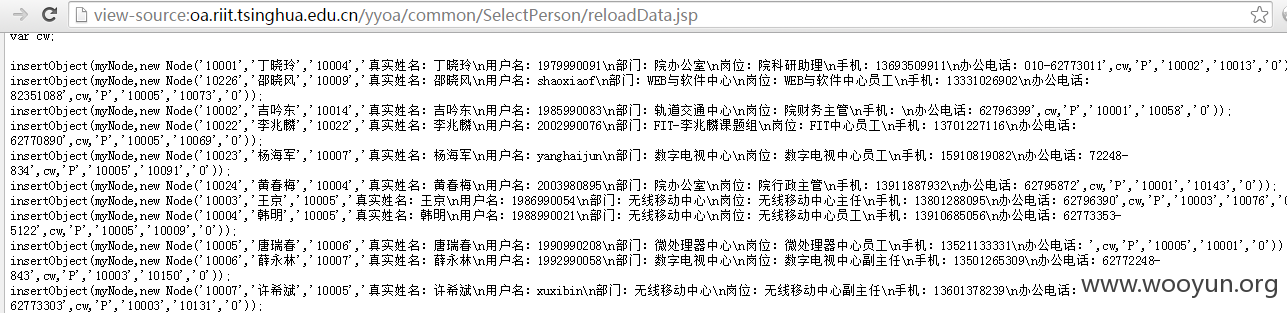 view-source:oa.riit.tsinghua.edu.cn/yyoa/common/SelectPerson/reloadData.jsp
var cw;
insertObject(myNode,new Node('10001','丁晓玲','10004','真实姓名：丁晓玲\n用户名：1979990091\n部门：院办公室\n岗位：院科研助理\n手机：13693509911\n办公电话：010-62773011',cw,'P','10002','10013','0'));
insertObject(myNode,new Node('10226','邵晓风','10009','真实姓名：邵晓风\n用户名：shaoxiaof\n部门：WEB与软件中心\n岗位：WEB与软件中心员工\n手机：13331026902\n办公电话：
82351088',cw,'P','10005','10073','0'));
insertObject(myNode,new Node('10002','吉吟东','10014','真实姓名：吉吟东\n用户名：1985990083\n部门：轨道交通中心\n岗位：院财务主管\n手机：\n办公电话：62796399',cw,'P','10001','10058','0'));
insertObject(myNode,new Node('10022','李兆麟','10022','真实姓名：李兆麟\n用户名：2002990076\n部门：FIT-李兆麟课题组\n岗位：FIT中心员工\n手机：13701227116\n办公电话：
62770890',cw,'P','10005','10069','0'));
insertObject(myNode,new Node('10023','杨海军','10007','真实姓名：杨海军\n用户名：yanghaijun\n部门：数字电视中心\n岗位：数字电视中心员工\n手机：15910819082\n办公电话：72248-
834',cw,'P','10005','10091','0'));
insertObject(myNode,new Node('10024','黄春梅','10004','真实姓名：黄春梅\n用户名：2003980895\n部门：院办公室\n岗位：院行政主管\n手机：13911887932\n办公电话：62795872',cw,'P','10001','10143','0'));
insertObject(myNode,new Node('10003','王京','10005','真实姓名：王京\n用户名：1986990054\n部门：无线移动中心\n岗位：无线移动中心主任\n手机：13801288095\n办公电话：62796390',cw,'P','10003','10076','0
insertObject(myNode,new Node('10004','韩明','10005','真实姓名：韩明\n用户名：1988990021\n部门：无线移动中心\n岗位：无线移动中心员工\n手机：13910685056\n办公电话：62773353-
5122',cw,'P','10005','10009','0'));
insertObject(myNode,new Node('10005','唐瑞春','10006','真实姓名：唐瑞春\n用户名：1990990208\n部门：微处理器中心\n岗位：微处理器中心员工\n手机：13521133331\n办公电话：',cw,'P','10005','10001','0'))
insertObject(myNode,new Node('10006','薛永林','10007','真实姓名：薛永林\n用户名：1992990058\n部门：数字电视中心\n岗位：数字电视中心副主任\n手机：13501265309\n办公电话：62772248-
843',cw,'P','10003','10150','0'));
insertObject(myNode,new Node('10007','许希斌','10005','真实姓名：许希斌\n用户名：xuxibin\n部门：无线移动中心\n岗位：无线移动中心副主任\n手机：13601378239\n办公电话：
62773303',cw,'P','10003','10131','0'));
www.wooyun.org